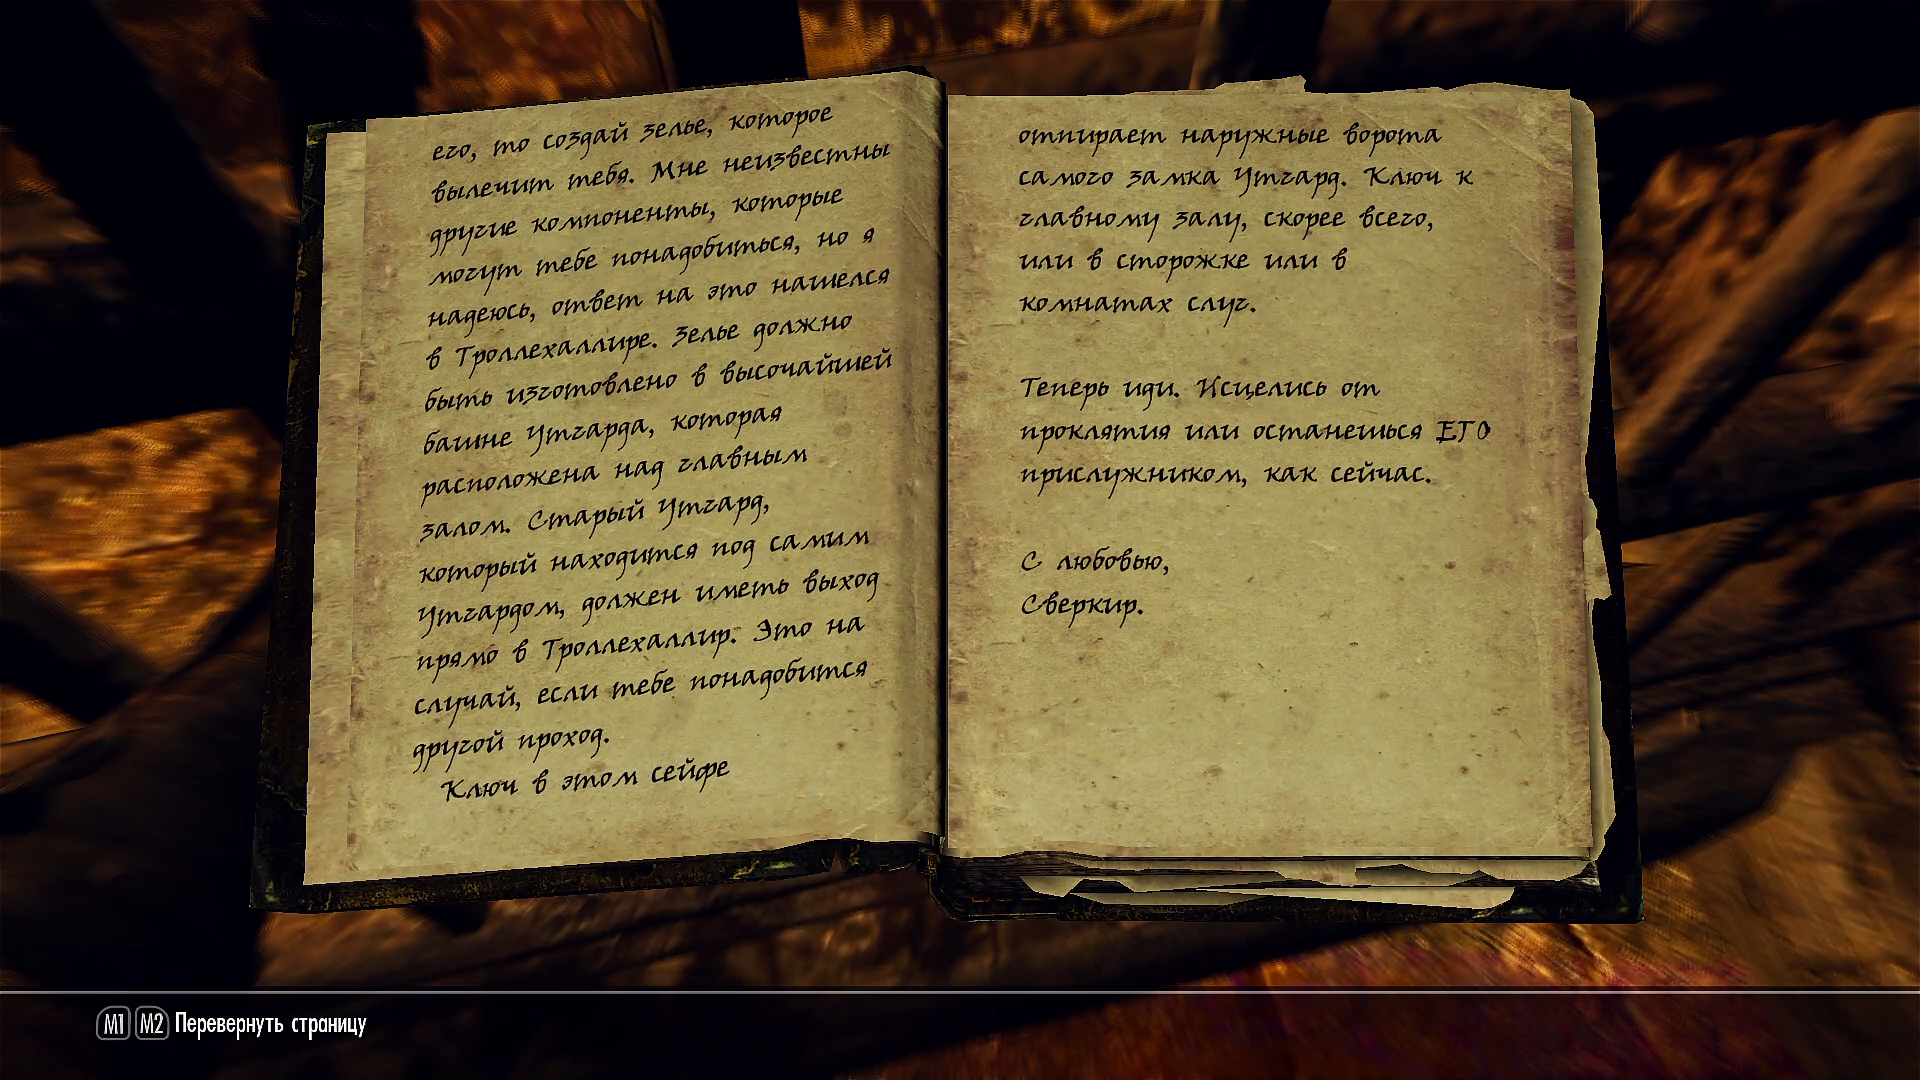 его, то создай зелье, которое
вылечит тебя. Мне неизвестны
другие компоненты, которые
могут тебе понадобиться, но я
надеюсь, ответ на это нашелся
в Троллехаллире. Зелье должно
быть изготовлено в высочайшей
башне Утгарда, которая
расположена над главным
залом. Старый Утгард,
который находится под самим
Утгардом, должен иметь выход
прямо в Троллехаллир. Это на
случай, если тебе понадобится
другой проход.
Ключ в этом сейфе
отпирает наружные ворота
самого замка Утгард. Ключ к
главному залу, скорее всего,
или в сторожке или в
комнатах слуг.
Теперь иди. Исцелись от
проклятия или останешься ЕГО
прислужником, как сейчас.
С любовью,
Сверкир.
M1 M2 Перевернуть страницу